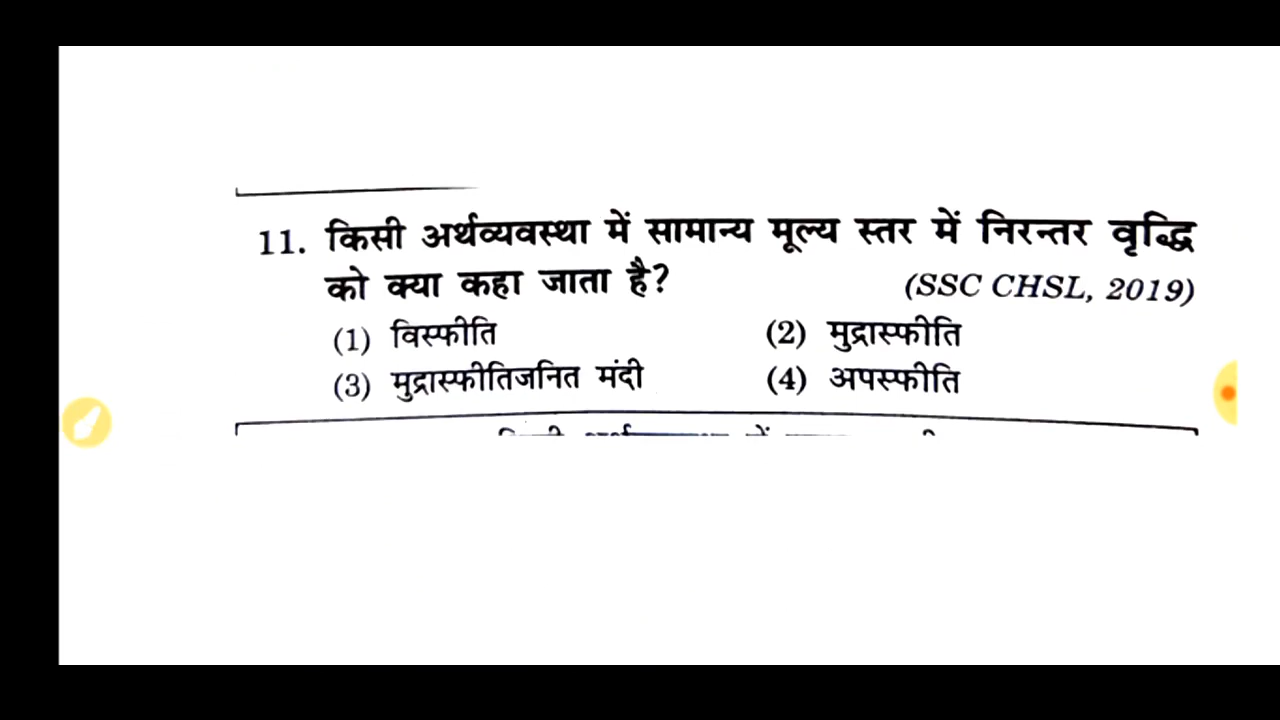 11. किसी अर्थव्यवस्था में सामान्य मूल्य स्तर में निरन्तर वृद्धि
को क्या कहा जाता है? (SSC CHSL, 2019)
(1) विस्फीति (2) मुद्रास्फीति
(3) मुद्रास्फीतिजनित मंदी (4) अपस्फीति